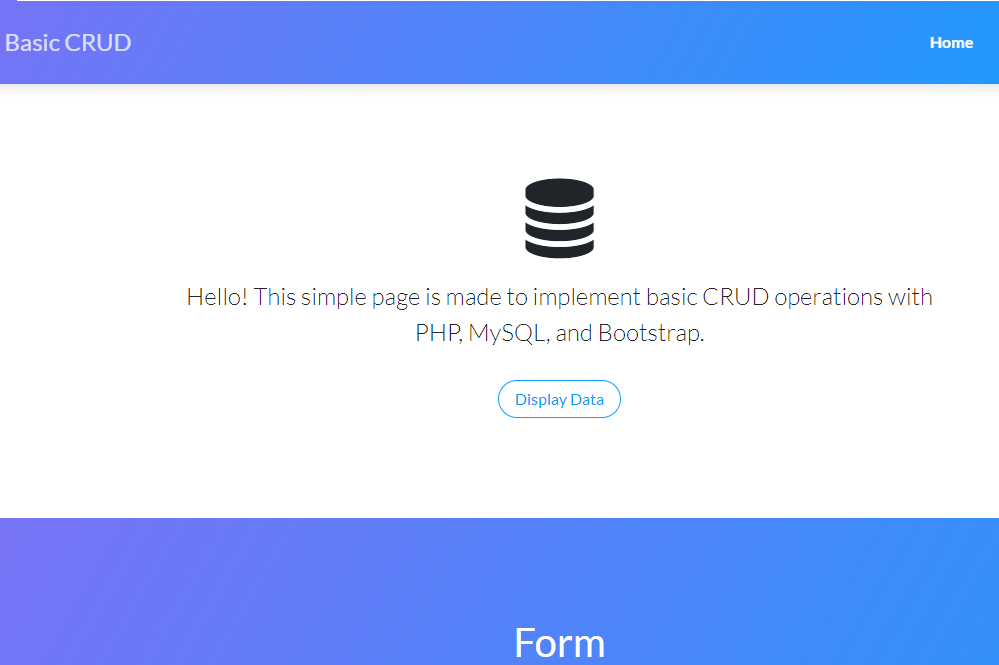 Basic CRUD
Home
Hello! This simple page is made to implement basic CRUD operations with
PHP, MySQL, and Bootstrap.
Display Data
Form